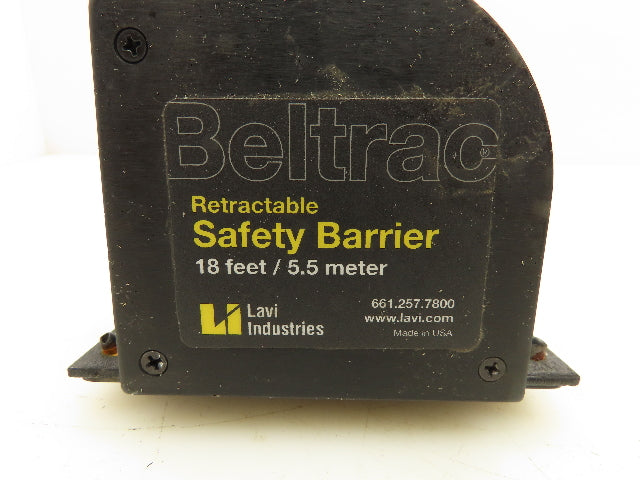 Beltrac®
Retractable
Safety Barrier
18 feet / 5.5 meter
Li Lavi
Industries
661.257.7800
www.lavi.com
Made in USA